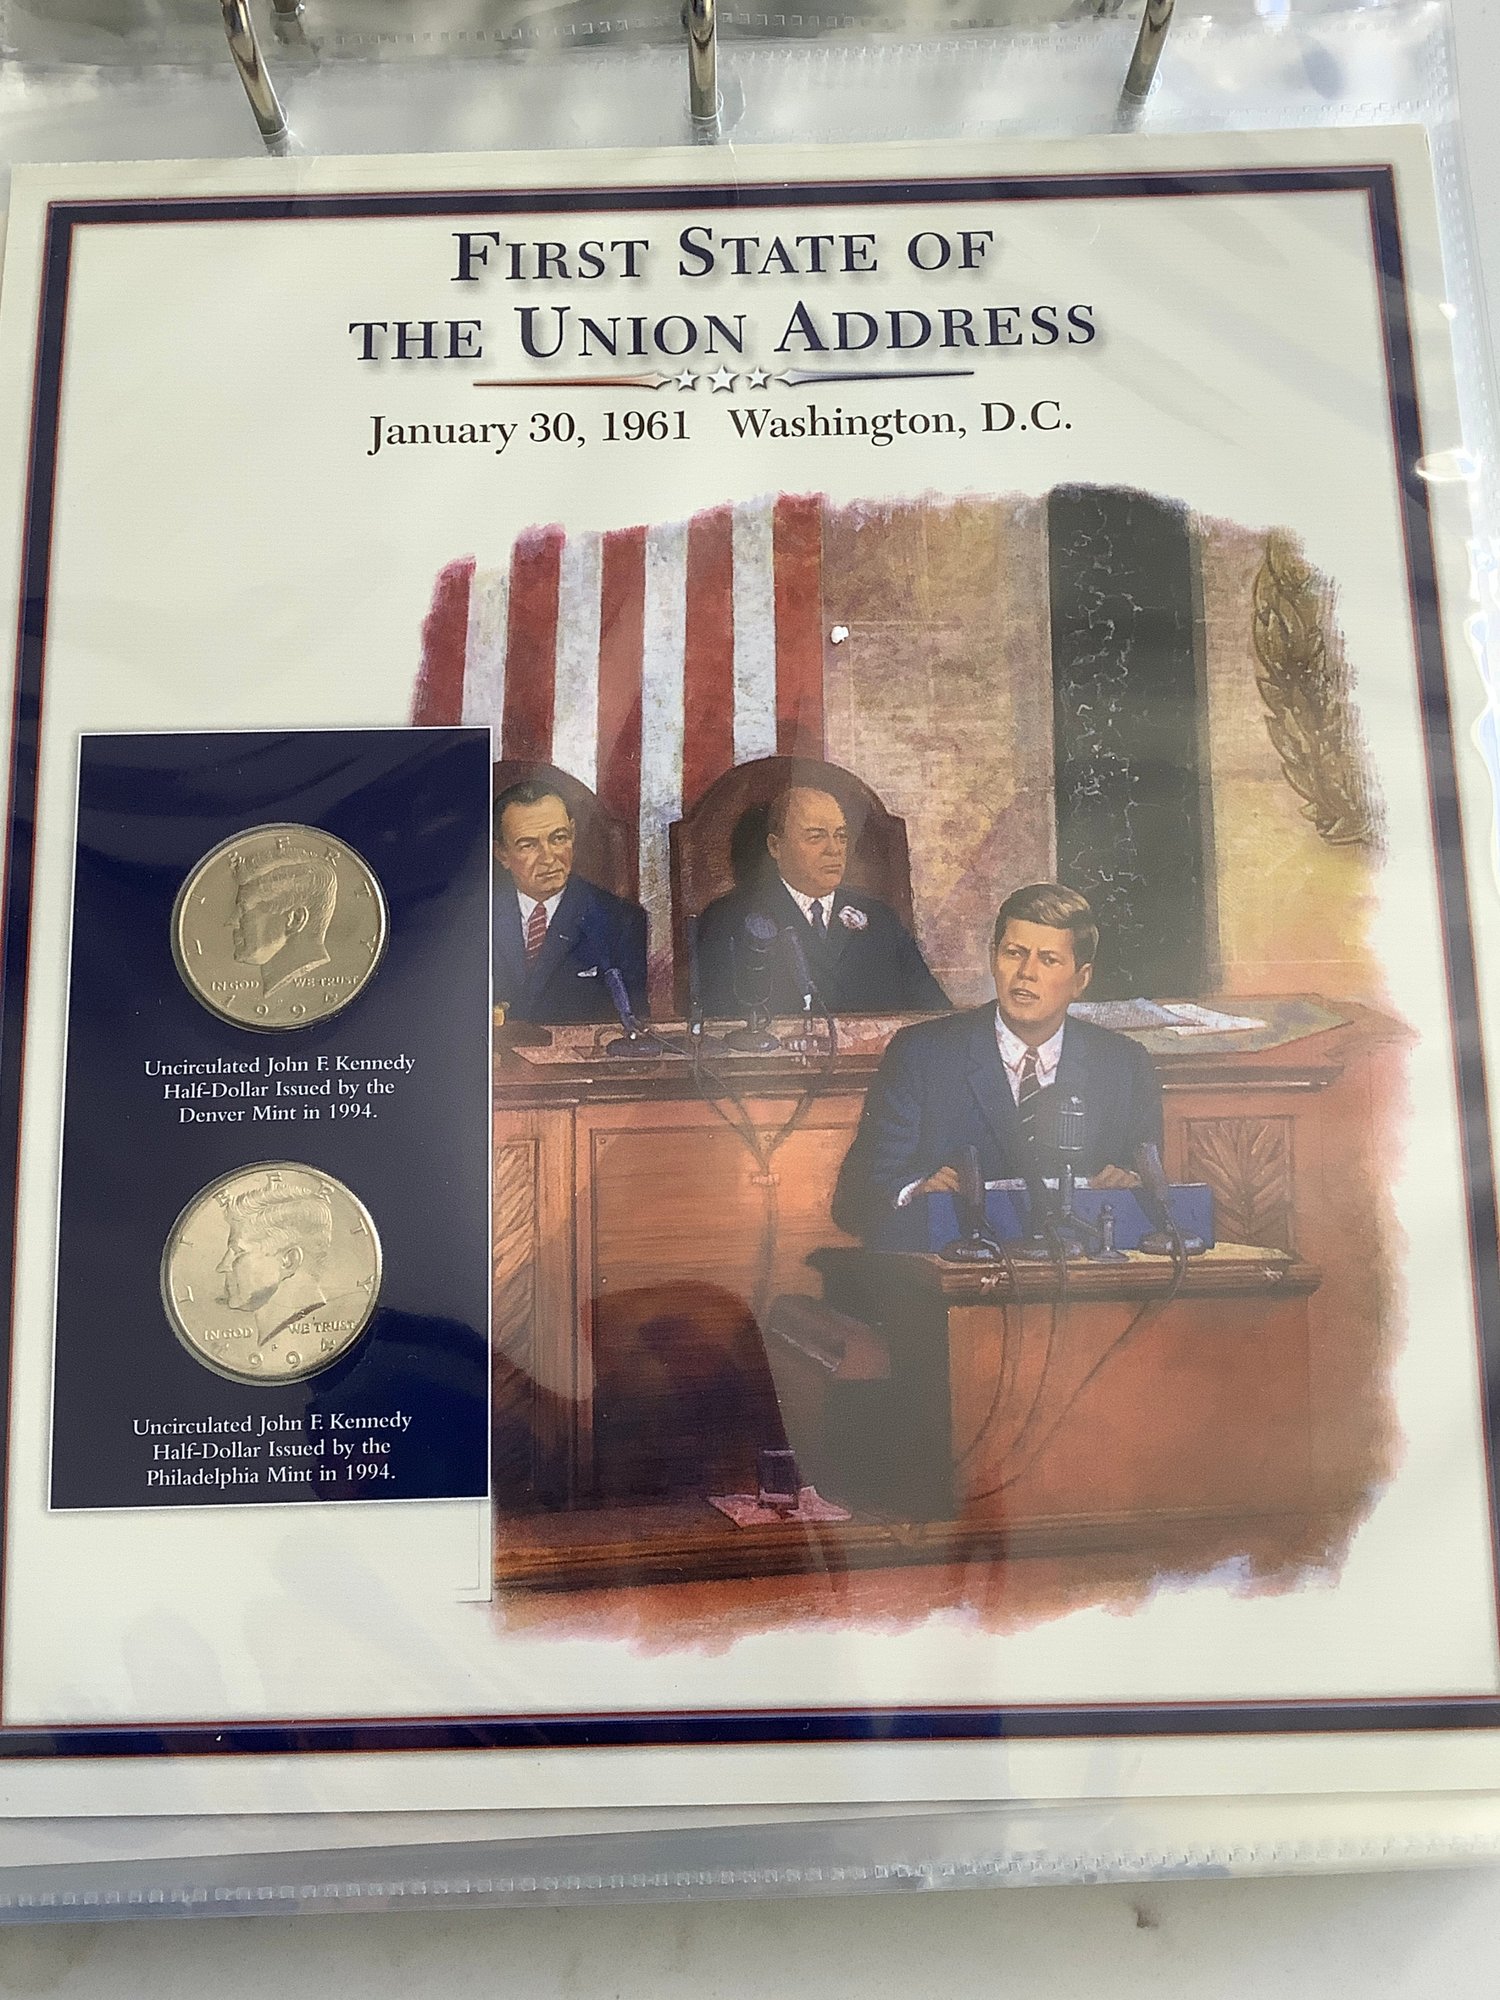 FIRST STATE OF
THE UNION ADDRESS
January 30, 1961 Washington, D.C.
LIBERTY
IN GOD WE TRUST
Uncirculated John F. Kennedy
Half-Dollar Issued by the
Denver Mint in 1994.
LIBERTY
IN GOD WE TRUST
1994
Uncirculated John F. Kennedy
Half-Dollar Issued by the
Philadelphia Mint in 1994.